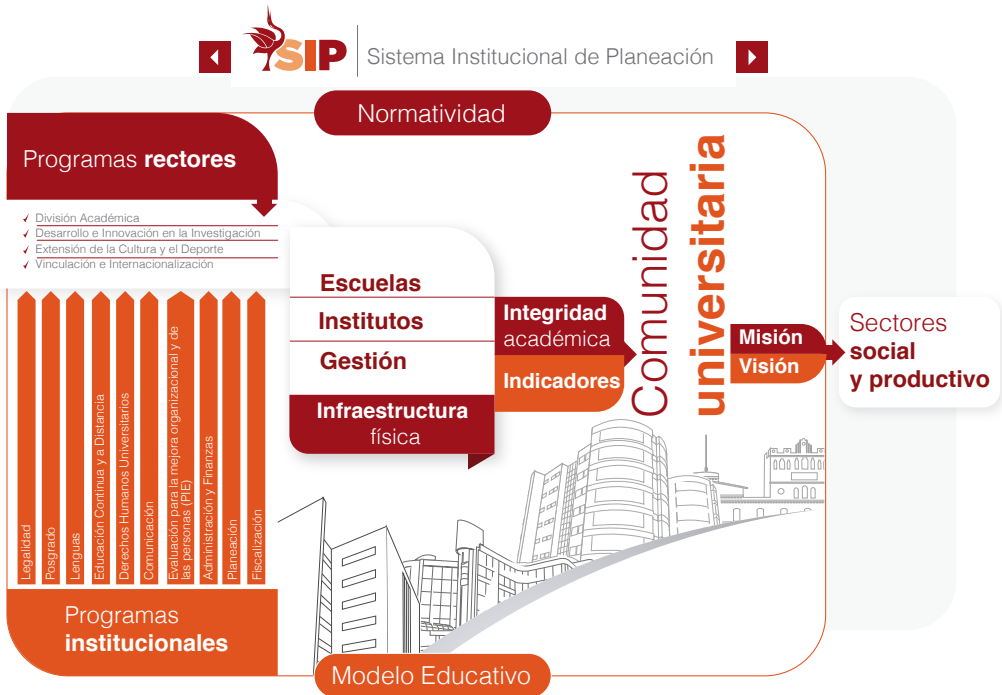 SIP
Sistema Institucional de Planeación
Normatividad
Programas rectores
División Académica
Desarrollo e Innovación en la Investigación
Extensión de la Cultura y el Deporte
Vinculación e Internacionalización
Escuelas
Institutos
Gestión
Infraestructura
física
Integridad
académica
Indicadores
Comunidad
universitaria
Misión
Visión
Sectores
social
y productivo
Legalidad
Posgrado
Lenguas
Educación Continua y a Distancia
Derechos Humanos Universitarios
Comunicación
Evaluación para la mejora organizacional y de
las personas (PIE)
Administración y Finanzas
Planeación
Fiscalización
Programas
institucionales
Modelo Educativo